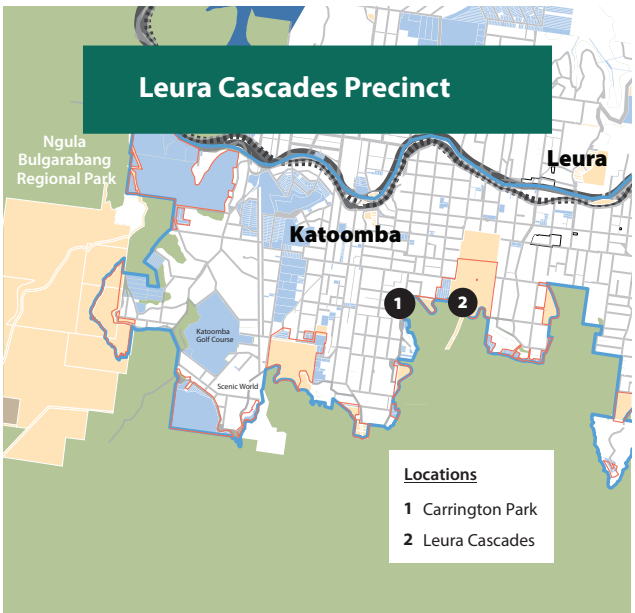 Leura Cascades Precinct
Ngula
Bulgarabang
Regional Park
Leura
Katoomba
1
2
Katoomba
Golf Course
Scenic World
Locations
1 Carrington Park
2 Leura Cascades